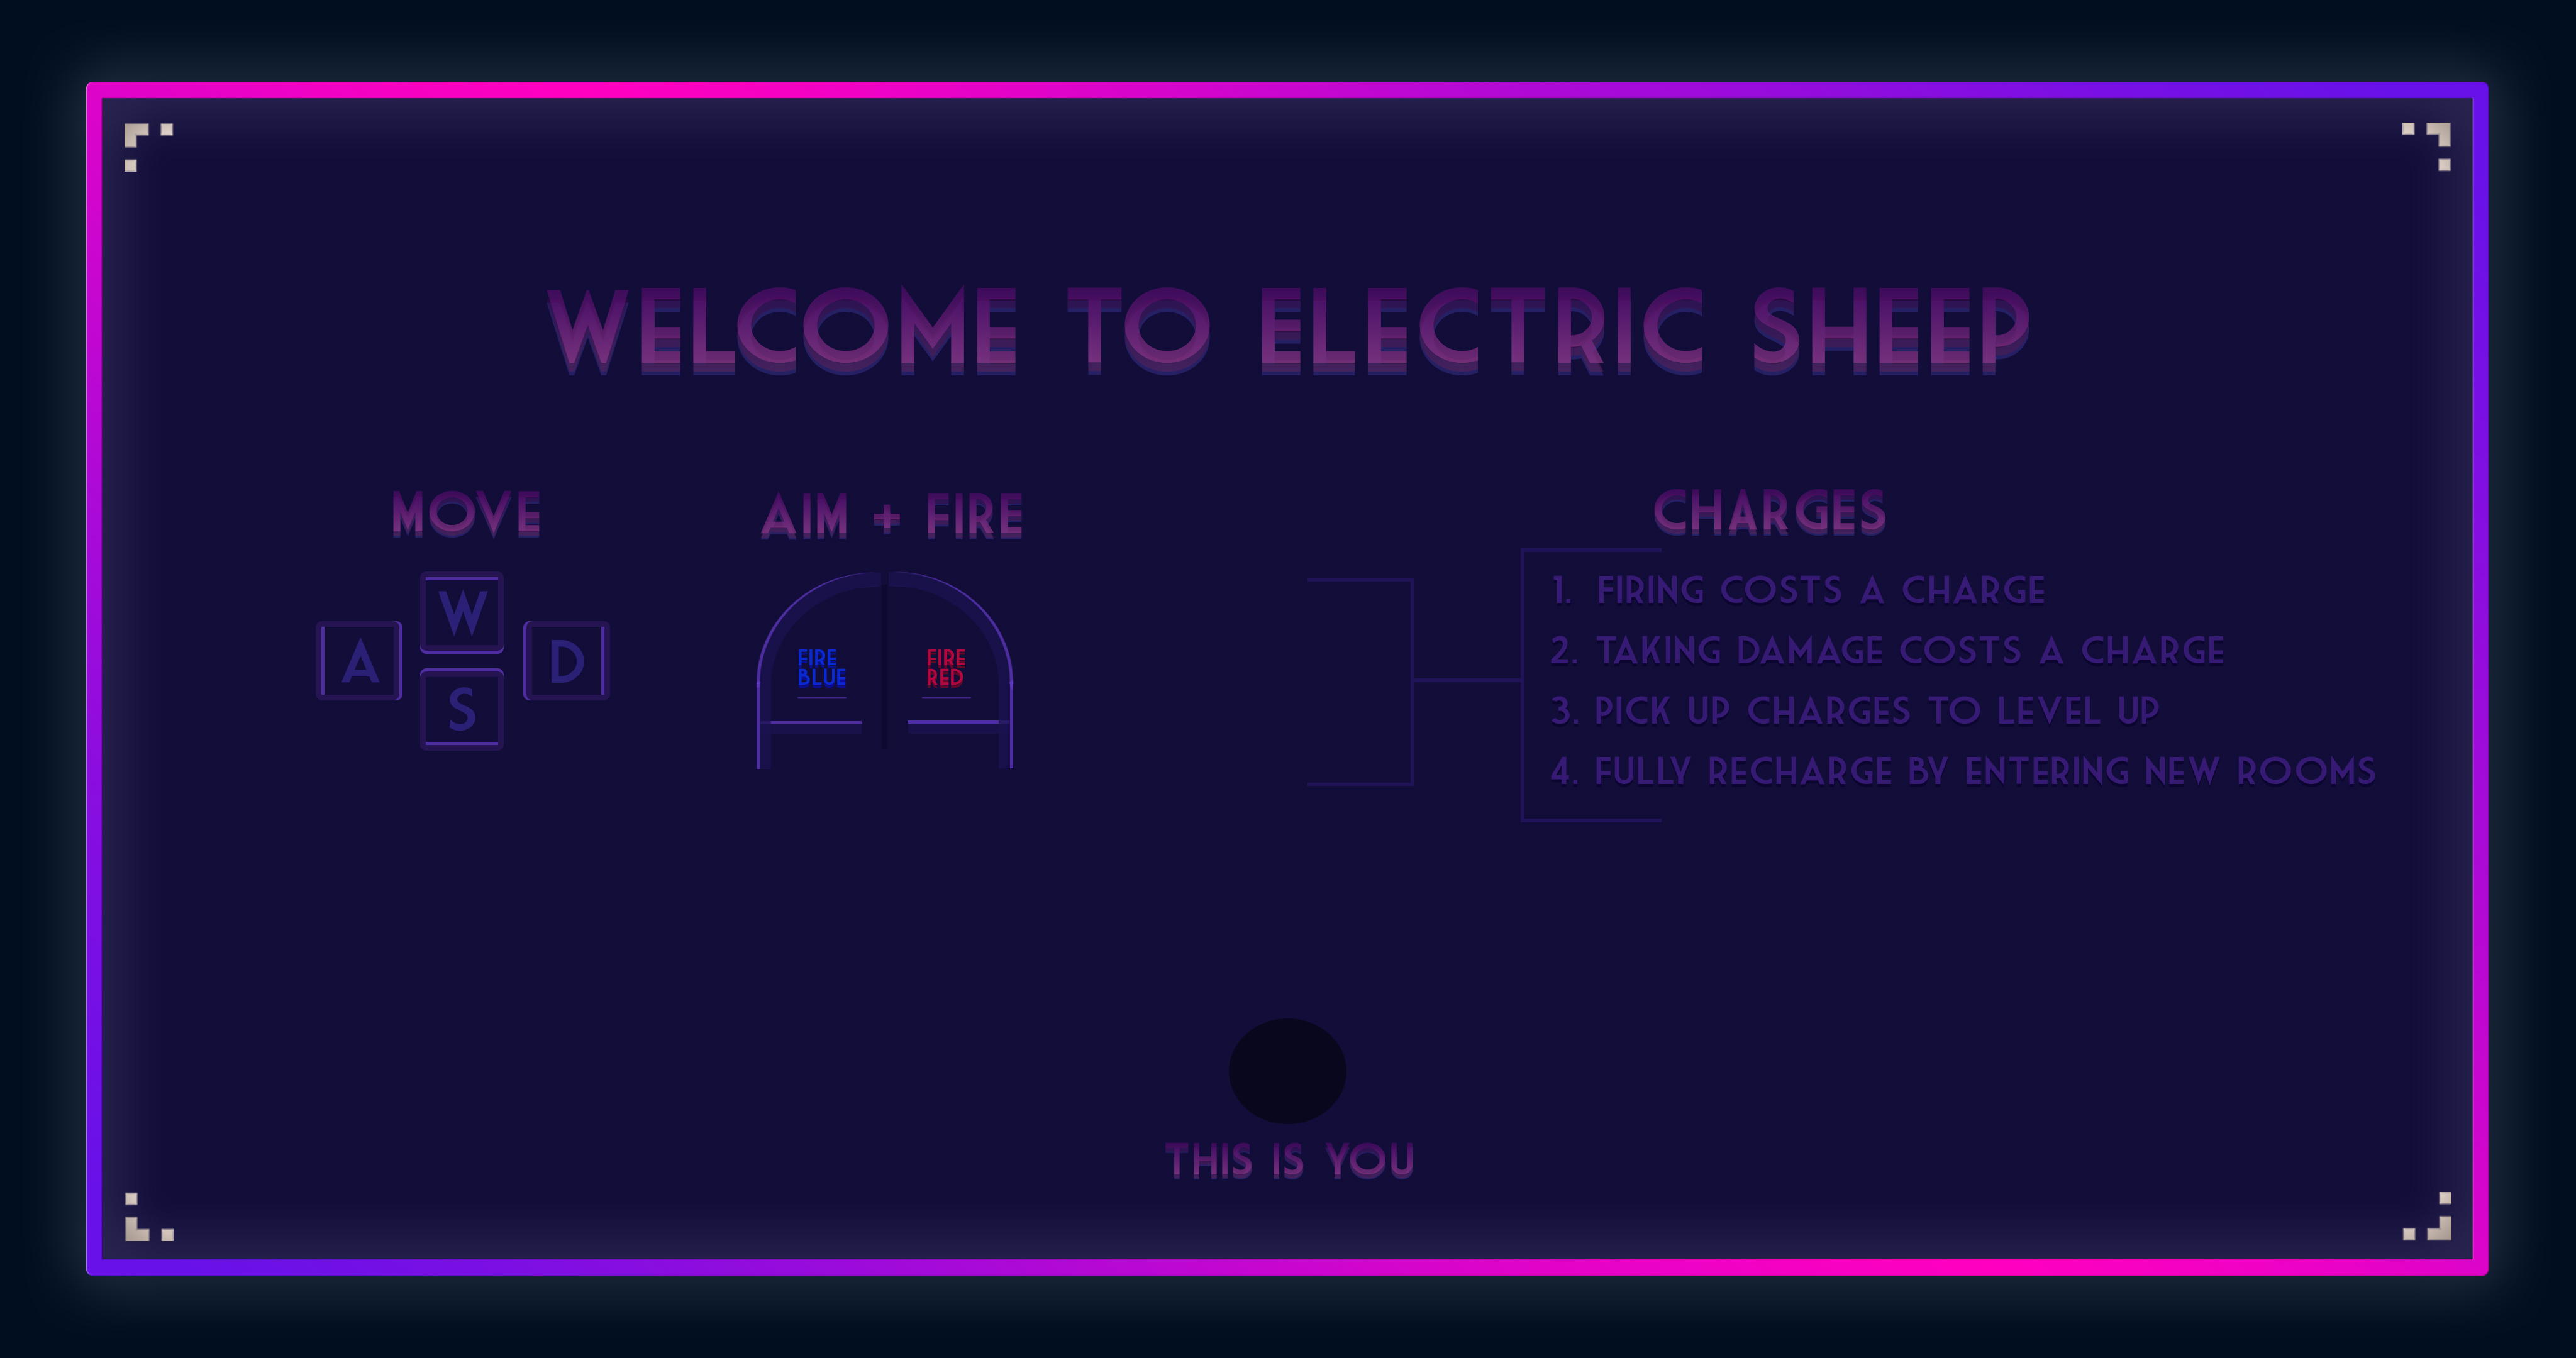 WELCOME TO ELECTRIC SHEEP
MOVE
W
A
S
D
AIM + FIRE
FIRE
BLUE
FIRE
RED
CHARGES
1. FIRING COSTS A CHARGE
2. TAKING DAMAGE COSTS A CHARGE
3. PICK UP CHARGES TO LEVEL UP
4. FULLY RECHARGE BY ENTERING NEW ROOMS
THIS IS YOU